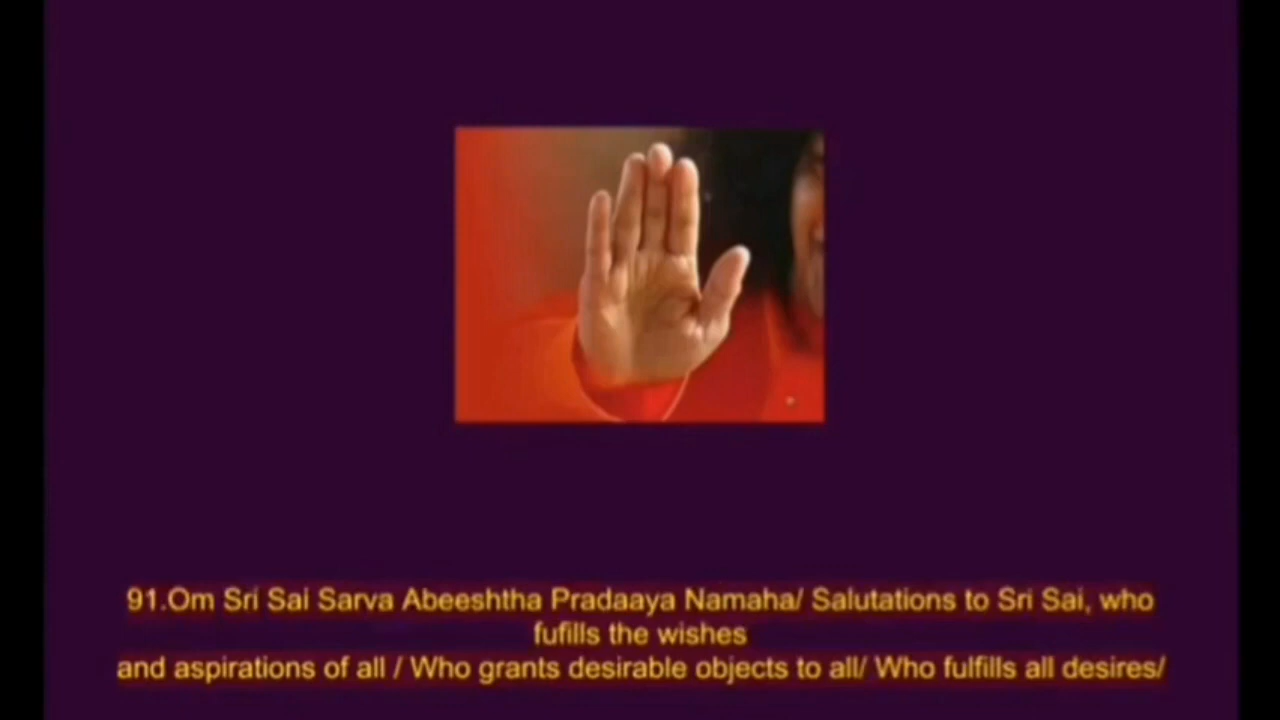 91.Om Sri Sai Sarva Abeeshtha Pradaaya Namaha/ Salutations to Sri Sai, who
fufills the wishes
and aspirations of all / Who grants desirable objects to all/ Who fulfills all desires/